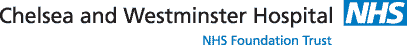 Chelsea and Westminster Hospital NHS
NHS Foundation Trust